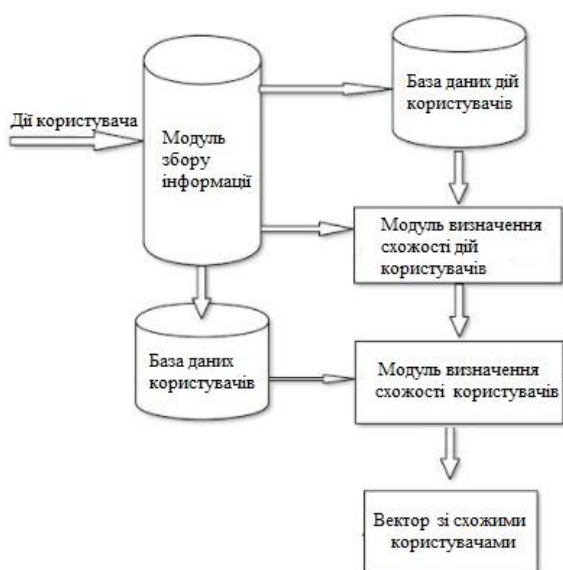 База даних дій
користувачів
Дії користувача
Модуль
збору
інформації
Модуль визначення
схожості дій
користувачів
База даних
користувачів
Модуль визначення
схожості користувачів
Вектор зі схожими
користувачами